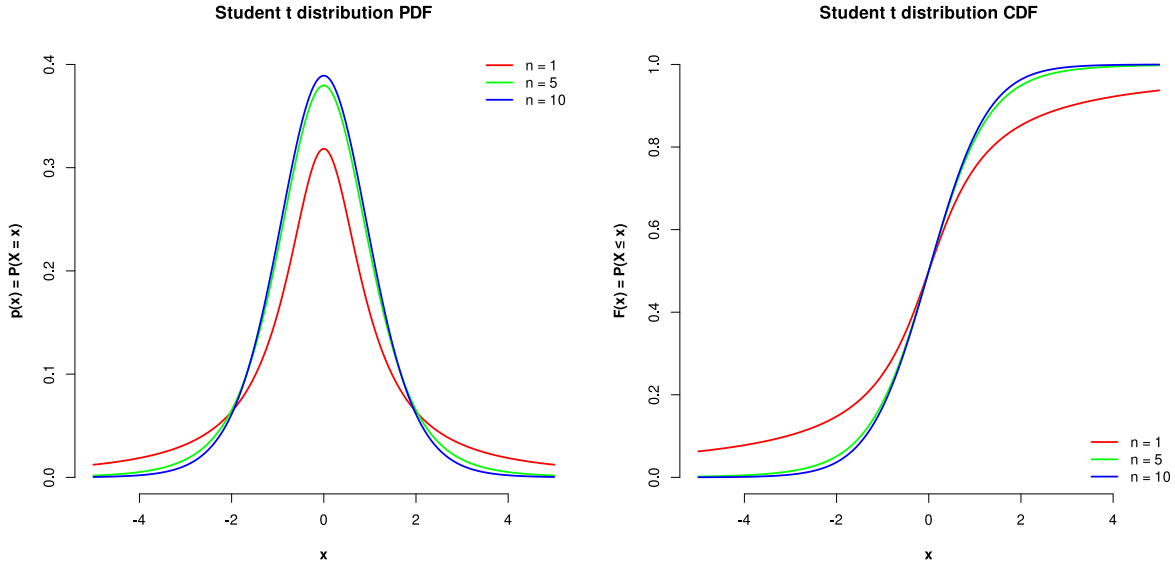 Student t distribution PDF
p(x) = P(X = x)
0.4
0.3
0.2
0.1
0.0
-4 -2 0 2 4
x
n = 1
n = 5
n = 10
Student t distribution CDF
F(x) = P(X ≤ x)
1.0
0.8
0.6
0.4
0.2
0.0
-4 -2 0 2 4
x
n = 1
n = 5
n = 10